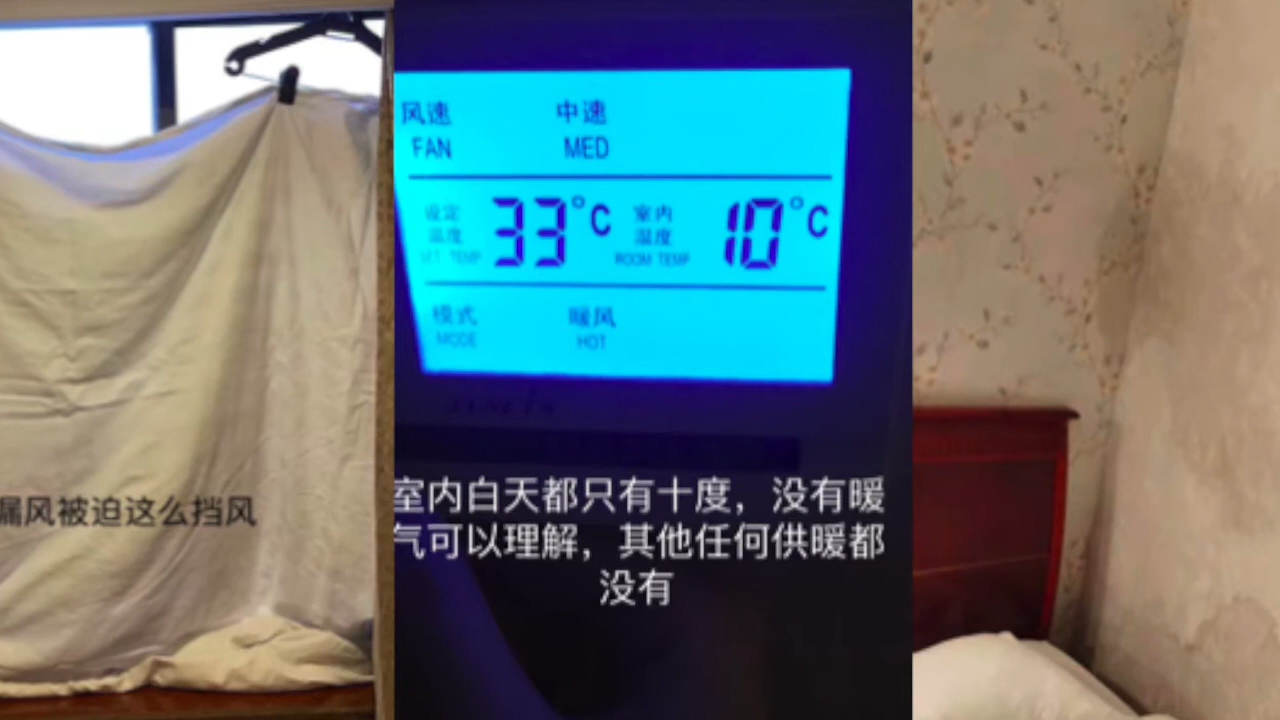 漏风被迫这么挡风
风速 中速
FAN MED
设定 室内
温度 33°C 温度 10°C
SET TEMP ROOM TEMP
模式 暖风
MODE HOT
室内白天都只有十度，没有暖
气可以理解，其他任何供暖都
没有